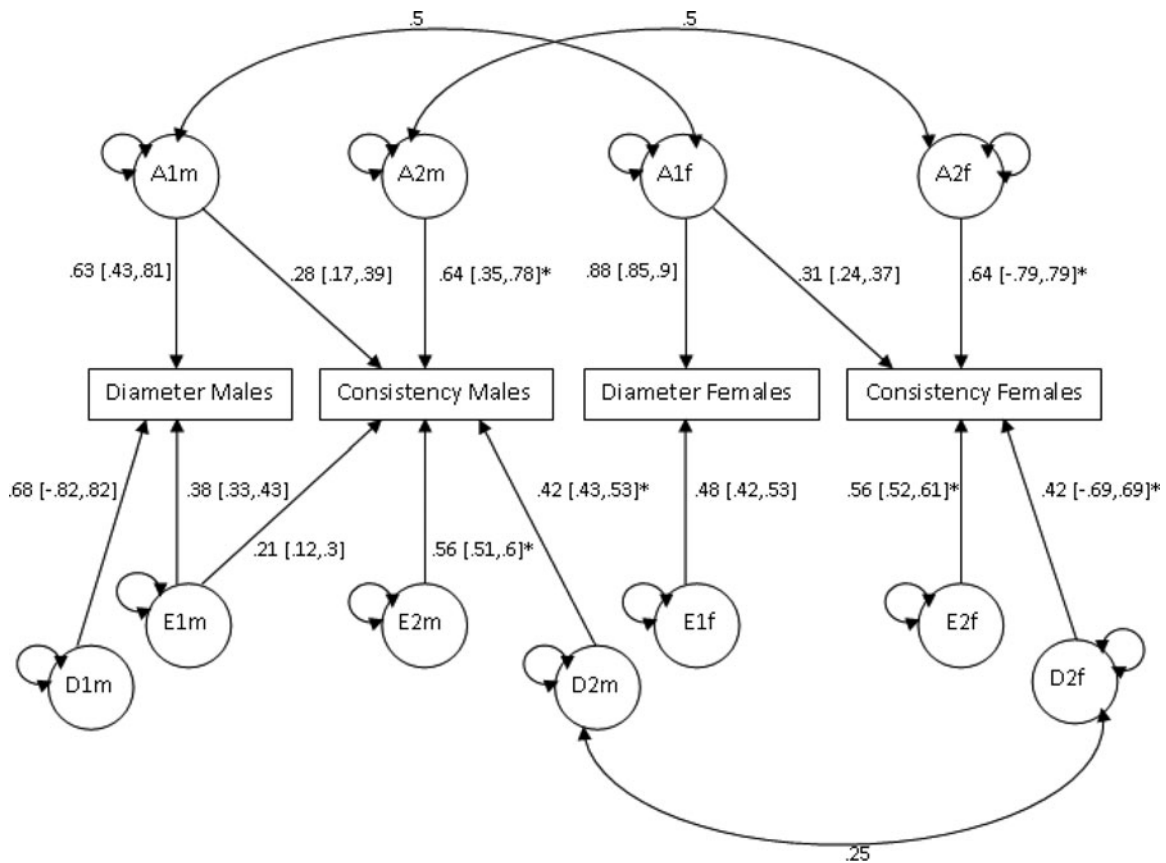 .5 .5
A1m A2m A1f A2f
.63 [.43,.81] .28 [.17,.39] .64 [.35,.78]* .88 [.85,.9] .31 [.24,.37] .64 [-.79,.79]*
Diameter Males Consistency Males Diameter Females Consistency Females
.68 [-.82,.82] .38 [.33,.43] .42 [.43,.53]* .48 [.42,.53] .56 [.52,.61]* .42 [-.69,.69]*
.21 [.12,.3] .56 [.51,.6]*
E1m E2m E1f E2f
D1m D2m D2f
.25